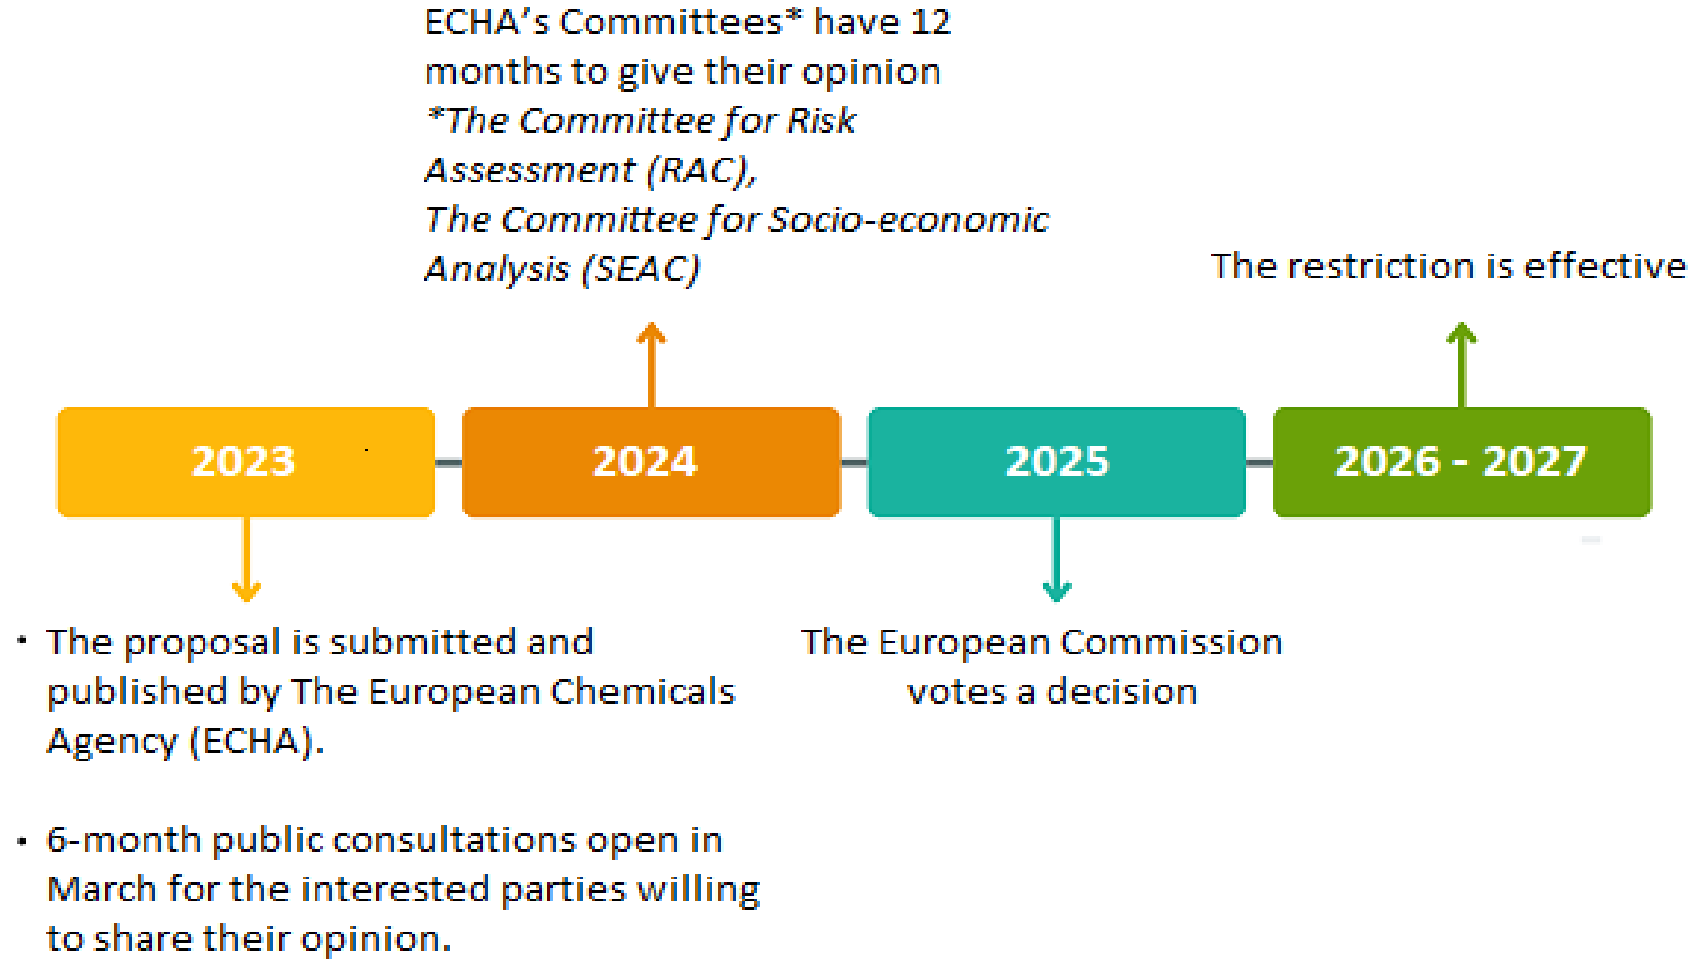 ECHA’s Committees* have 12
months to give their opinion
*The Committee for Risk
Assessment (RAC),
The Committee for Socio-economic
Analysis (SEAC)
The restriction is effective
2023
2024
2025
2026 - 2027
· The proposal is submitted and
published by The European Chemicals
Agency (ECHA).
· 6-month public consultations open in
March for the interested parties willing
to share their opinion.
The European Commission
votes a decision